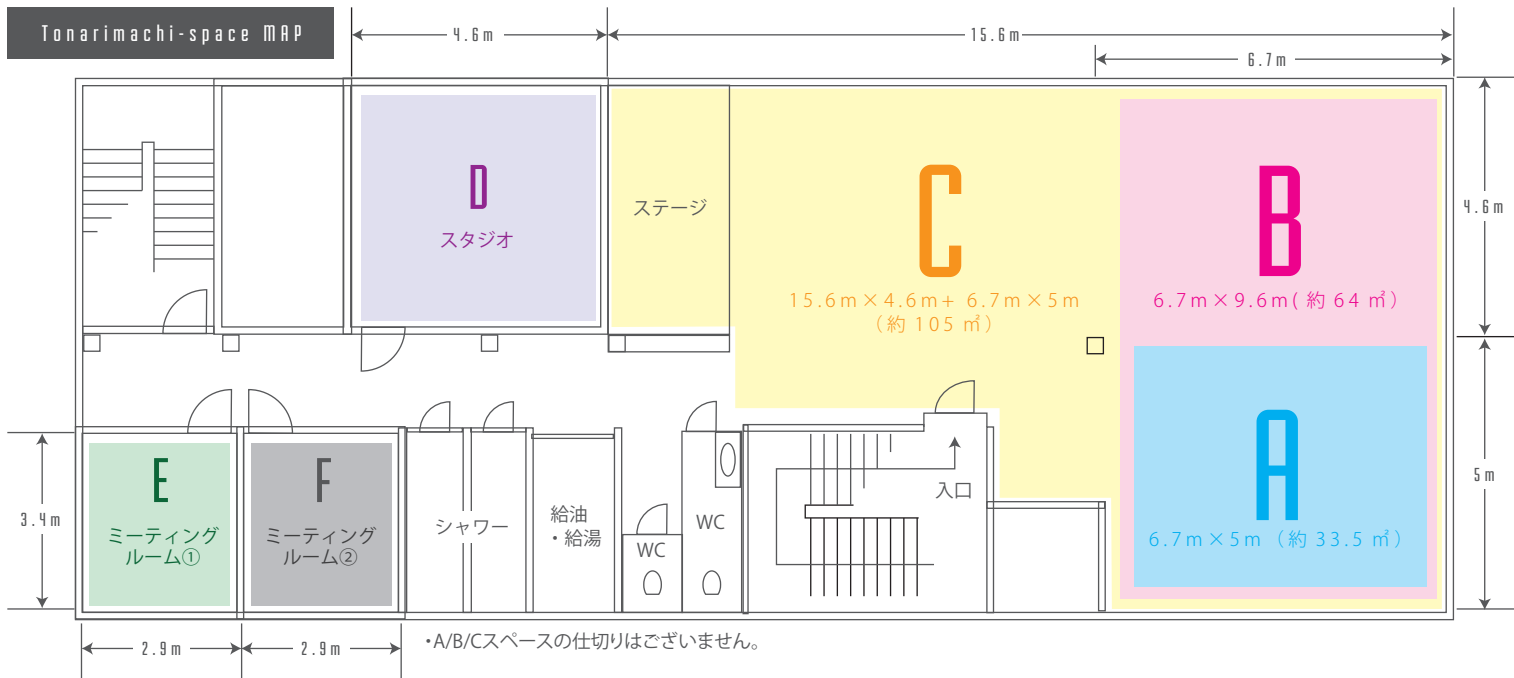 Tonarimachi-space MAP
4.6m
15.6m
6.7m
D
スタジオ
ステージ
C
15.6m×4.6m+ 6.7m×5m
（約 105 ㎡）
B
6.7m×9.6m( 約 64 ㎡）
4.6m
A
6.7m×5m（約 33.5 ㎡）
5m
3.4m
E
ミーティング
ルーム①
F
ミーティング
ルーム②
シャワー
給油
・給湯
WC
WC
入口
2.9m
2.9m
・A/B/Cスペースの仕切りはございません。